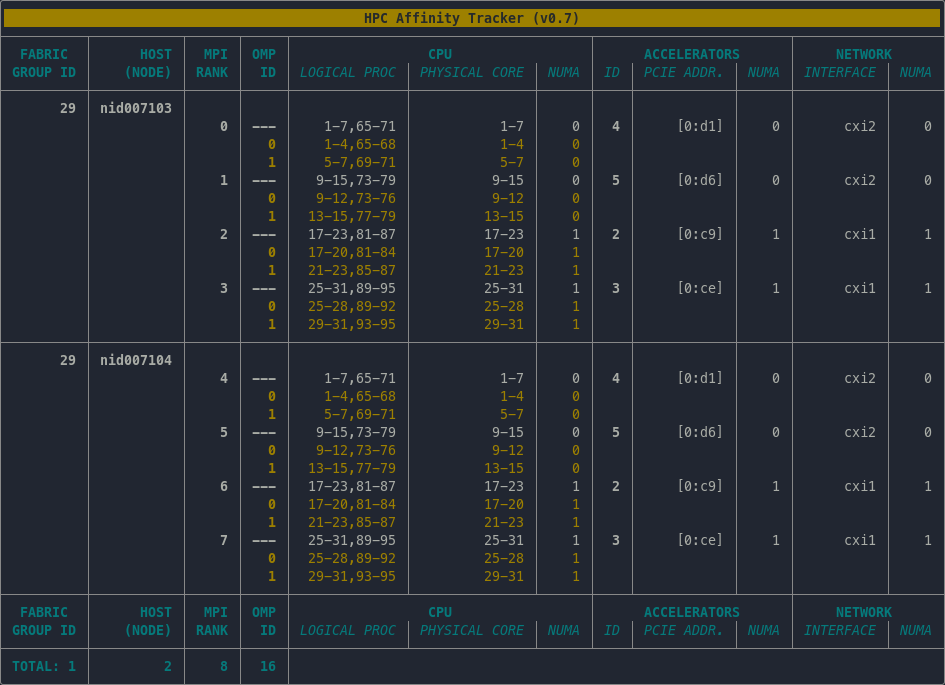 HPC Affinity Tracker (v0.7)
FABRIC HOST MPI OMP CPU ACCELERATORS NETWORK
GROUP ID (NODE) RANK ID LOGICAL PROC PHYSICAL CORE NUMA ID PCIE ADDR. NUMA INTERFACE NUMA
29 nid007103
0 --- 1-7,65-71 1-7 0 4 [0:d1] 0 cxi2 0
0 1-4,65-68 1-4 0
1 5-7,69-71 5-7 0
1 --- 9-15,73-79 9-15 0 5 [0:d6] 0 cxi2 0
0 9-12,73-76 9-12 0
1 13-15,77-79 13-15 0
2 --- 17-23,81-87 17-23 1 2 [0:c9] 1 cxi1 1
0 17-20,81-84 17-20 1
1 21-23,85-87 21-23 1
3 --- 25-31,89-95 25-31 1 3 [0:ce] 1 cxi1 1
0 25-28,89-92 25-28 1
1 29-31,93-95 29-31 1
29 nid007104
4 --- 1-7,65-71 1-7 0 4 [0:d1] 0 cxi2 0
0 1-4,65-68 1-4 0
1 5-7,69-71 5-7 0
5 --- 9-15,73-79 9-15 0 5 [0:d6] 0 cxi2 0
0 9-12,73-76 9-12 0
1 13-15,77-79 13-15 0
6 --- 17-23,81-87 17-23 1 2 [0:c9] 1 cxi1 1
0 17-20,81-84 17-20 1
1 21-23,85-87 21-23 1
7 --- 25-31,89-95 25-31 1 3 [0:ce] 1 cxi1 1
0 25-28,89-92 25-28 1
1 29-31,93-95 29-31 1
FABRIC HOST MPI OMP CPU ACCELERATORS NETWORK
GROUP ID (NODE) RANK ID LOGICAL PROC PHYSICAL CORE NUMA ID PCIE ADDR. NUMA INTERFACE NUMA
TOTAL: 1 2 8 16